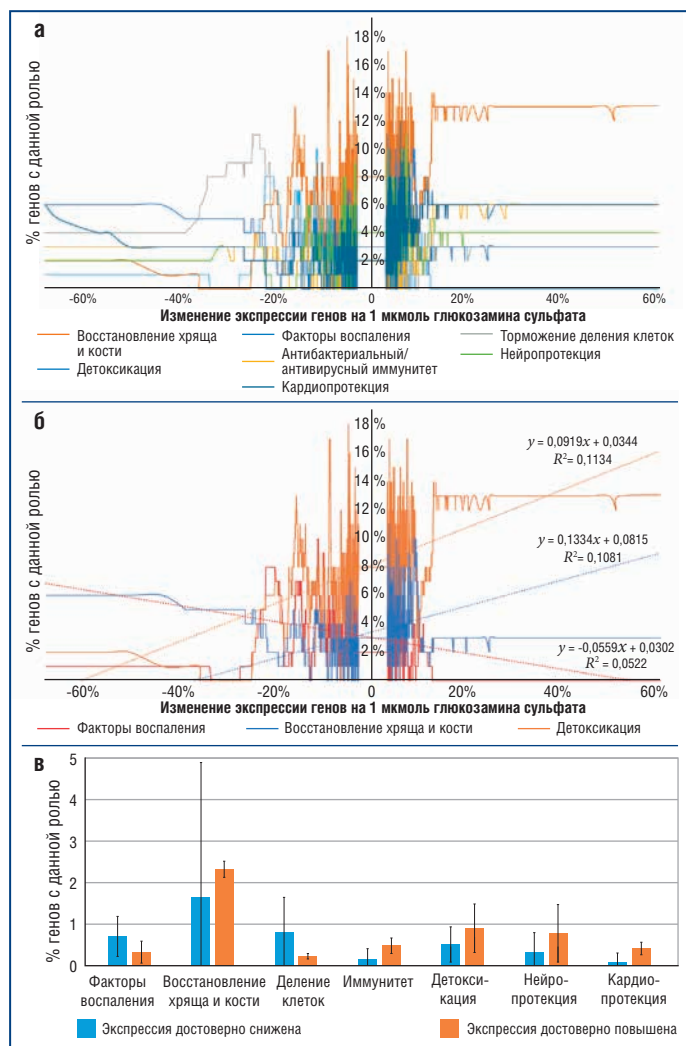 а
18 %
16 %
14 %
12 %
10 %
8 %
6 %
4 %
2 %
% генов с данной ролью
-60%
-40%
-20%
0
20%
40%
60%
Изменение экспрессии генов на 1 мкмоль глюкозамина сульфата
Восстановление хряща и кости
Детоксикация
Факторы воспаления
Антибактериальный/
антивирусный иммунитет
Кардиопротекция
Торможение деления клеток
Нейропротекция
б
18 %
16 %
14 %
12 %
10 %
8 %
6 %
4 %
2 %
% генов с данной ролью
y = 0,0919x + 0,0344
R²= 0,1134
y = 0,1334x + 0,0815
R²= 0,1081
y = -0,0559x + 0,0302
R² = 0,0522
-60%
-40%
-20%
0
20%
40%
60%
Изменение экспрессии генов на 1 мкмоль глюкозамина сульфата
Факторы воспаления
Восстановление хряща и кости
Детоксикация
в
5
4
3
2
1
0
% генов с данной ролью
Факторы
воспаления
Восстановление
хряща и кости
Деление
клеток
Иммунитет
Детокси-
кация
Нейро-
протекция
Кардио-
протекция
Экспрессия достоверно снижена
Экспрессия достоверно повышена